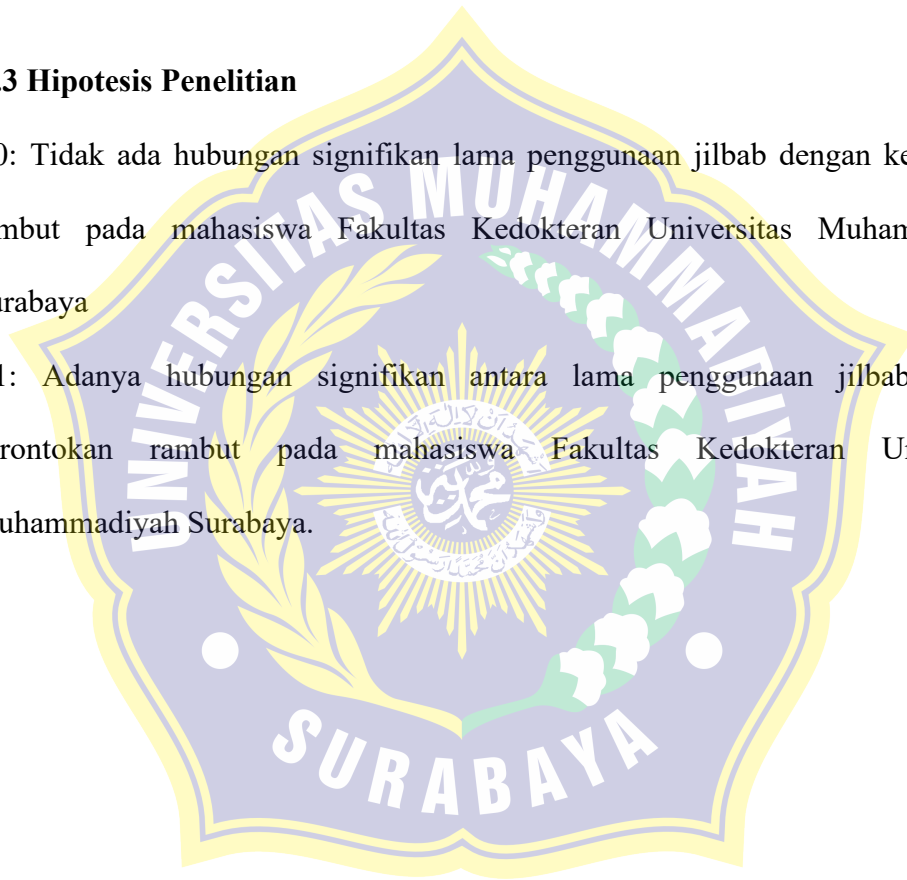 .3 Hipotesis Penelitian
0: Tidak ada hubungan signifikan lama penggunaan jilbab dengan ke
mbut pada mahasiswa Fakultas Kedokteran Universitas Muham
urabaya
1: Adanya hubungan signifikan antara lama penggunaan jilbab
rontokan rambut pada mahasiswa Fakultas Kedokteran Un
uhammadiyah Surabaya.
UNIVERSITAS MUHAMMADIYAH
SURABAYA